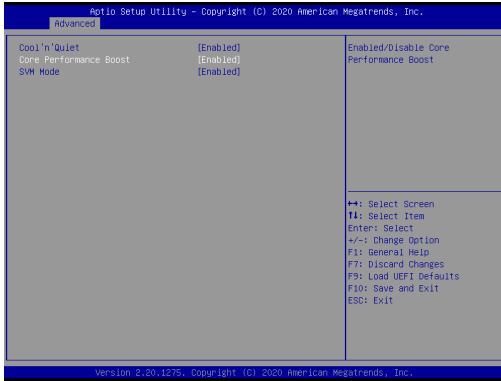 Aptio Setup Utility – Copyright (C) 2020 American Megatrends, Inc.
Advanced
Cool'n'Quiet [Enabled]
Core Performance Boost [Enabled]
SVM Mode [Enabled]
Enabled/Disable Core
Performance Boost
↔: Select Screen
↑↓: Select Item
Enter: Select
+/-: Change Option
F1: General Help
F7: Discard Changes
F9: Load UEFI Defaults
F10: Save and Exit
ESC: Exit
Version 2.20.1275. Copyright (C) 2020 American Megatrends, Inc.